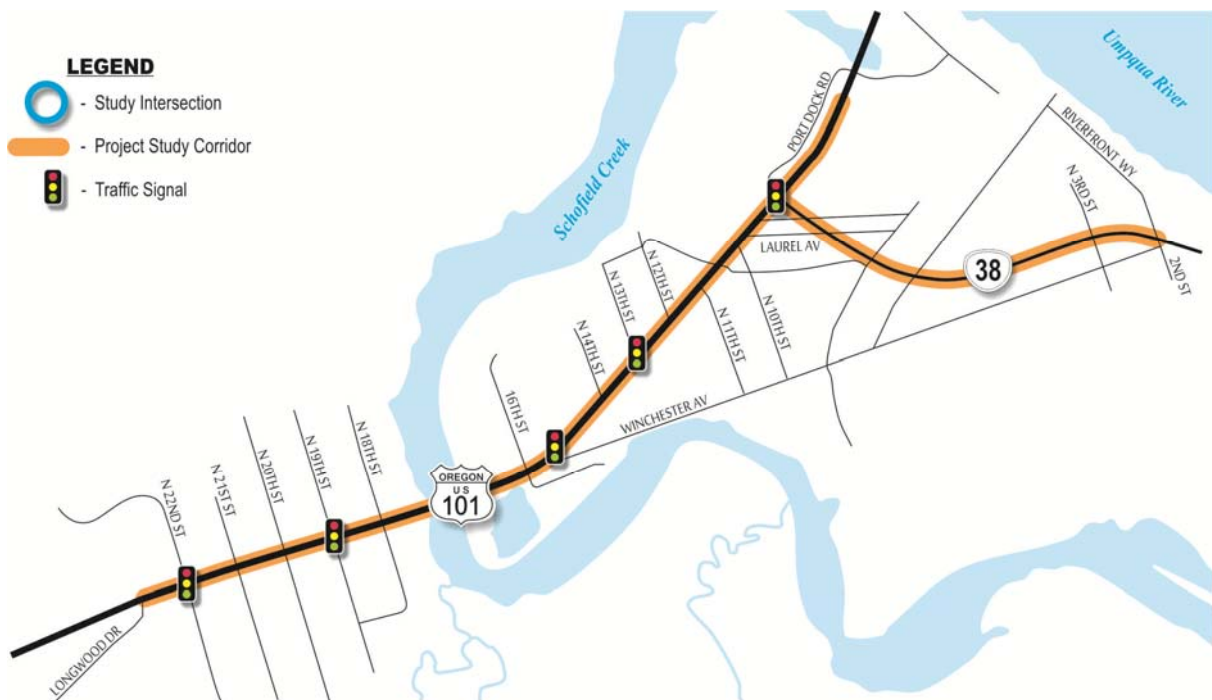 LEGEND
- Study Intersection
- Project Study Corridor
- Traffic Signal
Umpqua River
PORT DOCK RD
RIVERFRONT WY
Schofield Creek
N 3RD ST
LAUREL AV
2ND ST
38
N 12TH ST
N 13TH ST
N 14TH ST
N 11TH ST
N 10TH ST
WINCHESTER AV
16TH ST
N 18TH ST
N 19TH ST
N 20TH ST
N 21ST ST
N 22ND ST
OREGON
U S
101
LONGWOOD DR